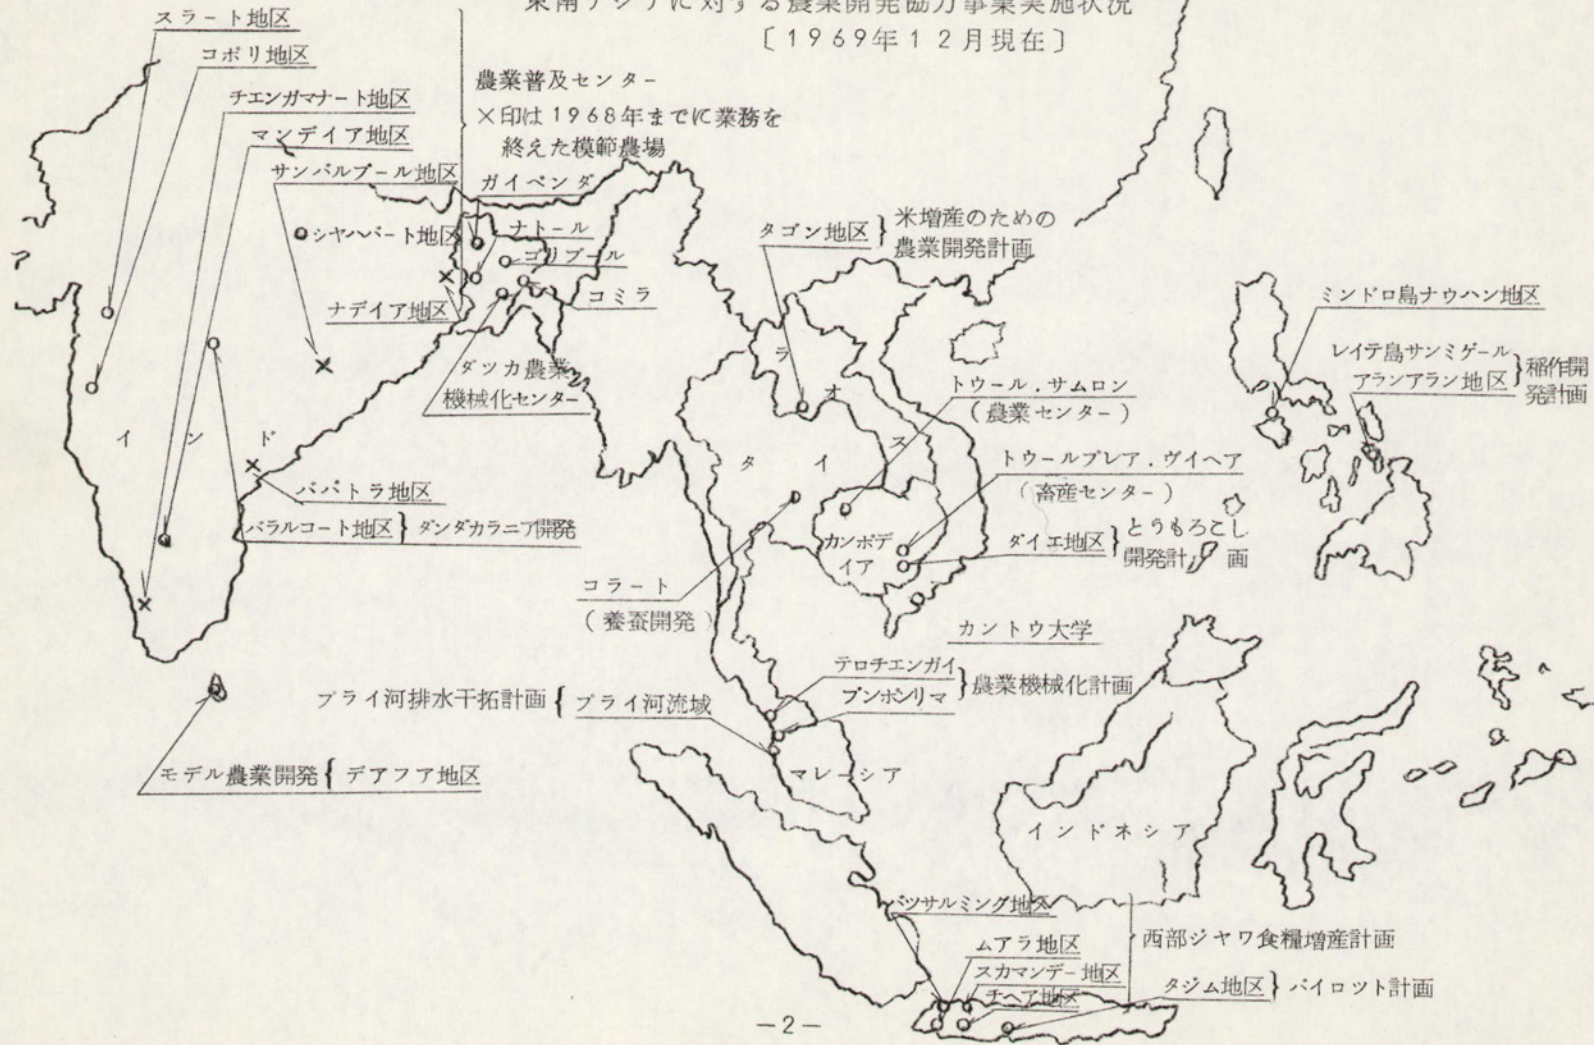 東南アジアに対する農業開発協力事業実施状況
〔1969年12月現在〕
スラート地区
コポリ地区
チエンガマナート地区
マンデイア地区
サンバルプール地区
農業普及センター
×印は1968年までに業務を
終えた模範農場
ガイベンダ
シヤハバート地区
ナトール
ゴリプール
コミラ
ナデイア地区
ダツカ農業
機械化センター
タゴン地区}米増産のための
農業開発計画
ミンドロ島ナウハン地区
レイテ島サンミゲール
アランアラン地区}稲作開
発計画
ラオス
トウール.サムロン
(農業センター)
インド
タイ
トウールプレア.ヴイヘア
(畜産センター)
ババトラ地区
バラルコート地区}ダンダカラニア開発
カンボデ
イア
ダイエ地区}とうもろこし
開発計画
コラート
(養蚕開発)
カントウ大学
テロチエンガイ
ブンボンリマ}農業機械化計画
プライ河排水干拓計画{プライ河流域
モデル農業開発{デアフア地区
マレーシア
インドネシア
パツサルミング地区
ムアラ地区
スカマンデー地区
チヘア地区
西部ジヤワ食糧増産計画
タジム地区}パイロツト計画
-2-